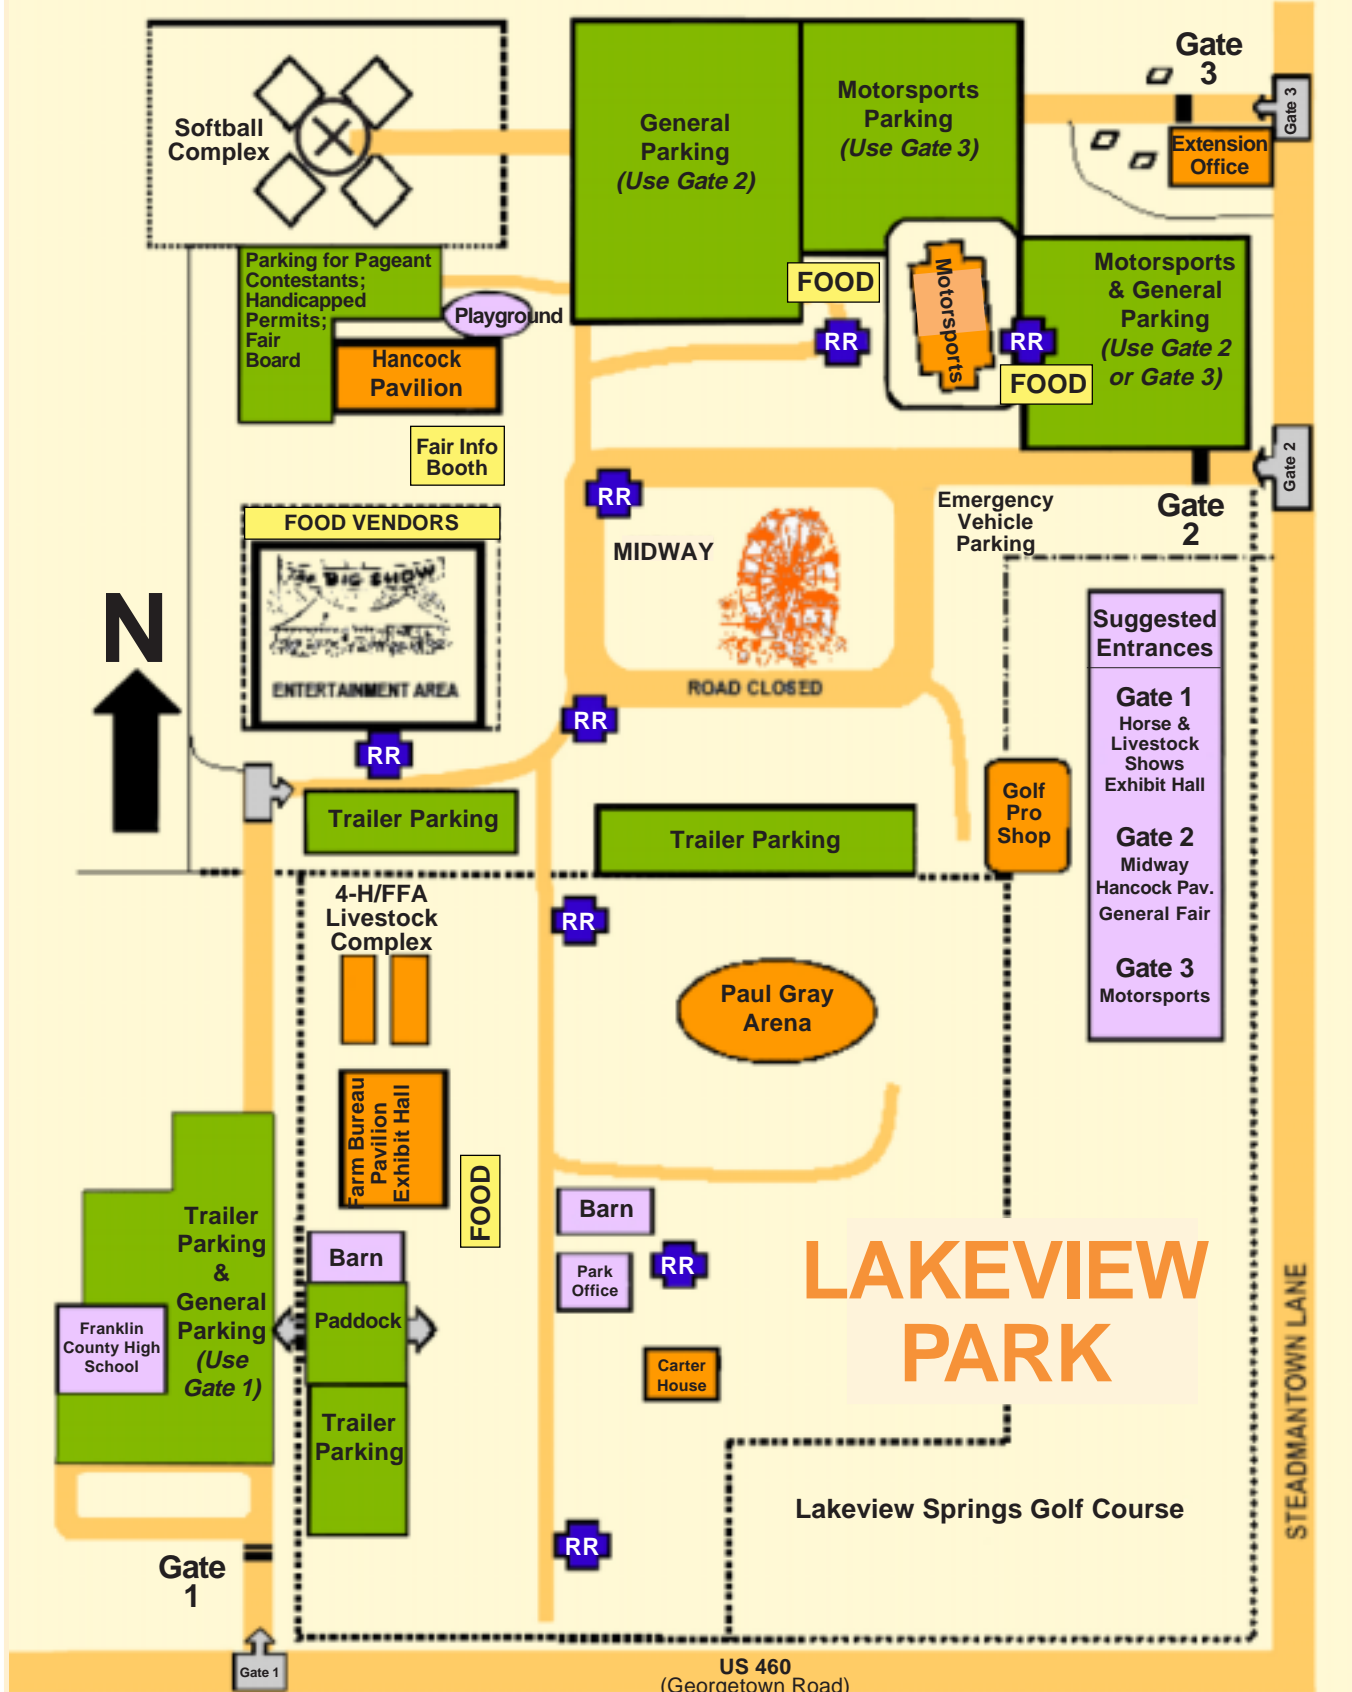 Gate
3
Gate 3
Softball
Complex
General
Parking
(Use Gate 2)
Motorsports
Parking
(Use Gate 3)
Extension
Office
Parking for Pageant
Contestants;
Handicapped
Permits;
Fair
Board
Playground
Hancock
Pavilion
FOOD
RR
Motorsports
RR
FOOD
Motorsports
& General
Parking
(Use Gate 2
or Gate 3)
Fair Info
Booth
Gate 2
Gate
2
RR
Emergency
Vehicle
Parking
FOOD VENDORS
BIG SHOW
ENTERTAINMENT AREA
MIDWAY
ROAD CLOSED
N
RR
RR
Suggested
Entrances
Gate 1
Horse &
Livestock
Shows
Exhibit Hall
Gate 2
Midway
Hancock Pav.
General Fair
Gate 3
Motorsports
Trailer Parking
Trailer Parking
Golf
Pro
Shop
4-H/FFA
Livestock
Complex
RR
Paul Gray
Arena
Farm Bureau
Pavilion
Exhibit Hall
FOOD
Barn
Barn
Park
Office
RR
LAKEVIEW
PARK
Trailer
Parking
&
General
Parking
(Use
Gate 1)
Franklin
County High
School
Paddock
Trailer
Parking
Carter
House
STEADMANTOWN LANE
Lakeview Springs Golf Course
RR
Gate
1
Gate 1
US 460
(Georgetown Road)